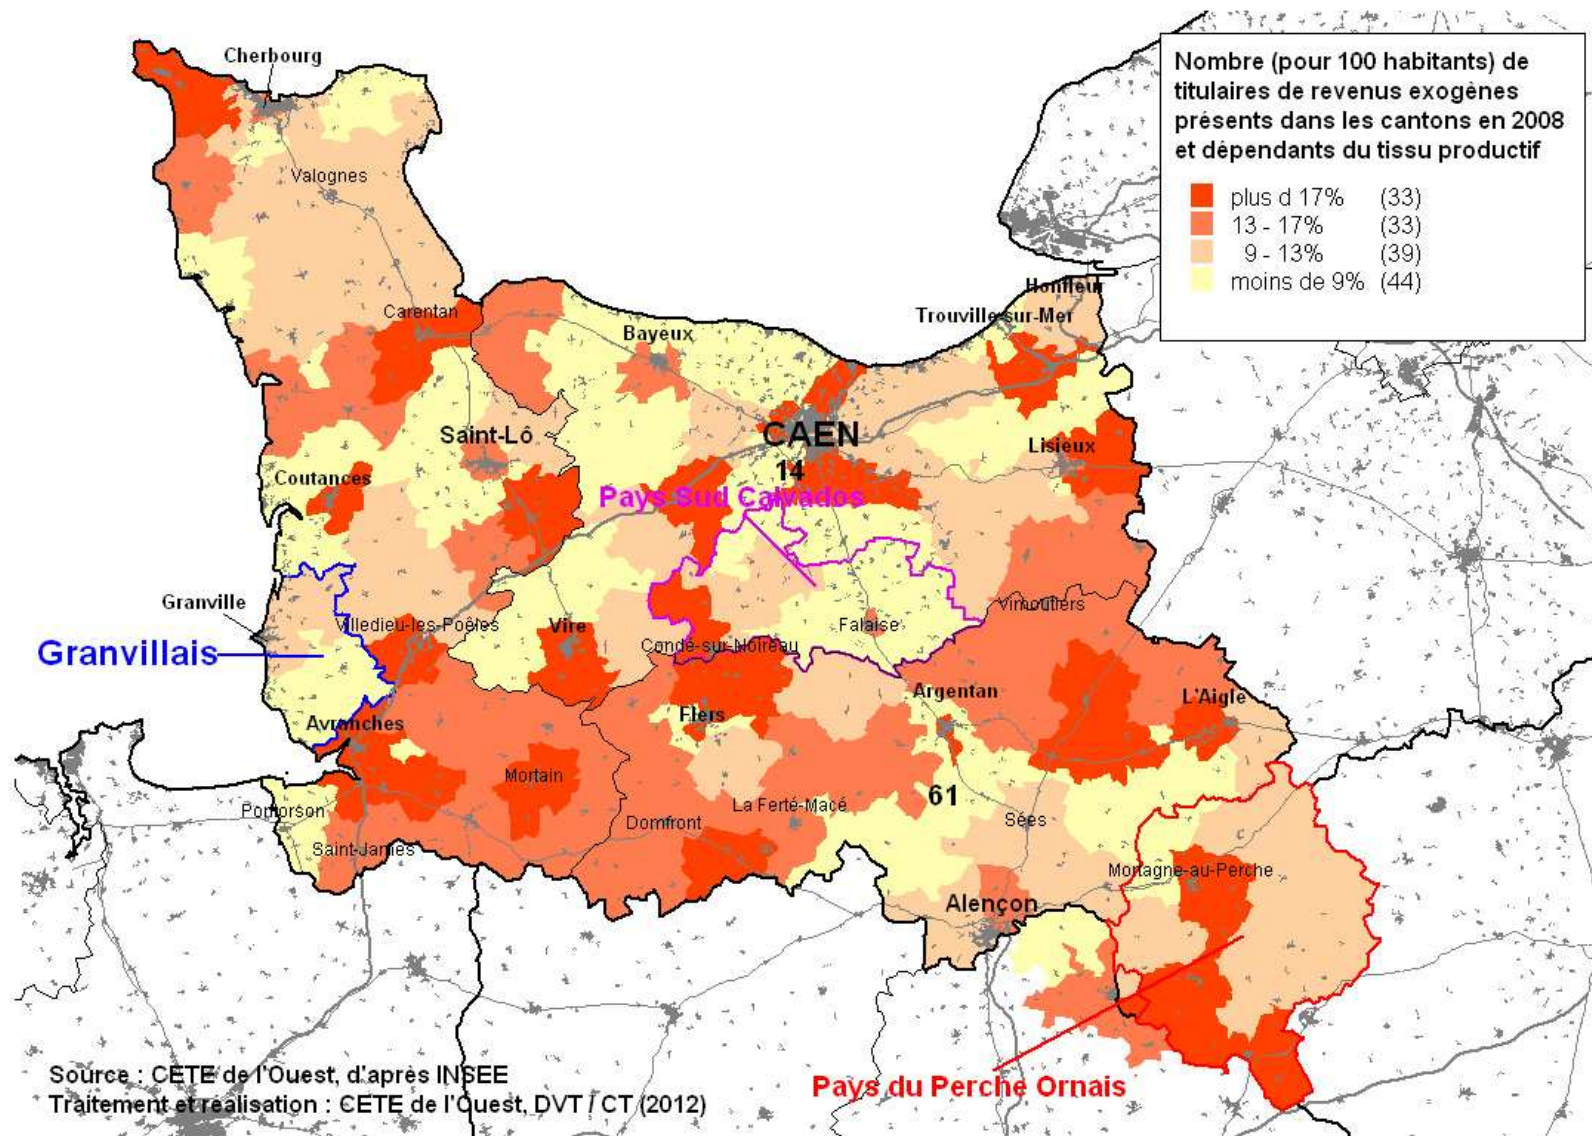 Nombre (pour 100 habitants) de
titulaires de revenus exogènes
présents dans les cantons en 2008
et dépendants du tissu productif
plus d 17% (33)
13 - 17% (33)
9 - 13% (39)
moins de 9% (44)
Cherbourg
Valognes
Carentan
Honfleur
Trouville-sur-Mer
Bayeux
Saint-Lô
CAEN
Lisieux
14
Coutances
Pays Sud Calvados
Granville
Villedieu-les-Poêles
Vire
Condé-sur-Noireau
Falaise
Vimoutiers
Granvillais
Avranches
Flers
Argentan
L'Aigle
Mortain
61
Pontorson
La Ferté-Macé
Domfront
Sées
Saint-James
Mortagne-au-Perche
Alençon
Pays du Perche Ornais
Source : CETE de l'Ouest, d'après INSEE
Traitement et réalisation : CETE de l'Ouest, DVT / CT (2012)